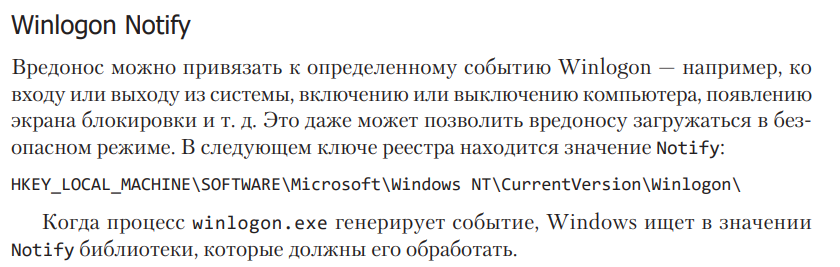 Winlogon Notify
Вредонос можно привязать к определенному событию Winlogon — например, ко
входу или выходу из системы, включению или выключению компьютера, появлению
экрана блокировки и т. д. Это даже может позволить вредоносу загружаться в без-
опасном режиме. В следующем ключе реестра находится значение Notify:
HKEY_LOCAL_MACHINE\SOFTWARE\Microsoft\Windows NT\CurrentVersion\Winlogon\
Когда процесс winlogon.exe генерирует событие, Windows ищет в значении
Notify библиотеки, которые должны его обработать.